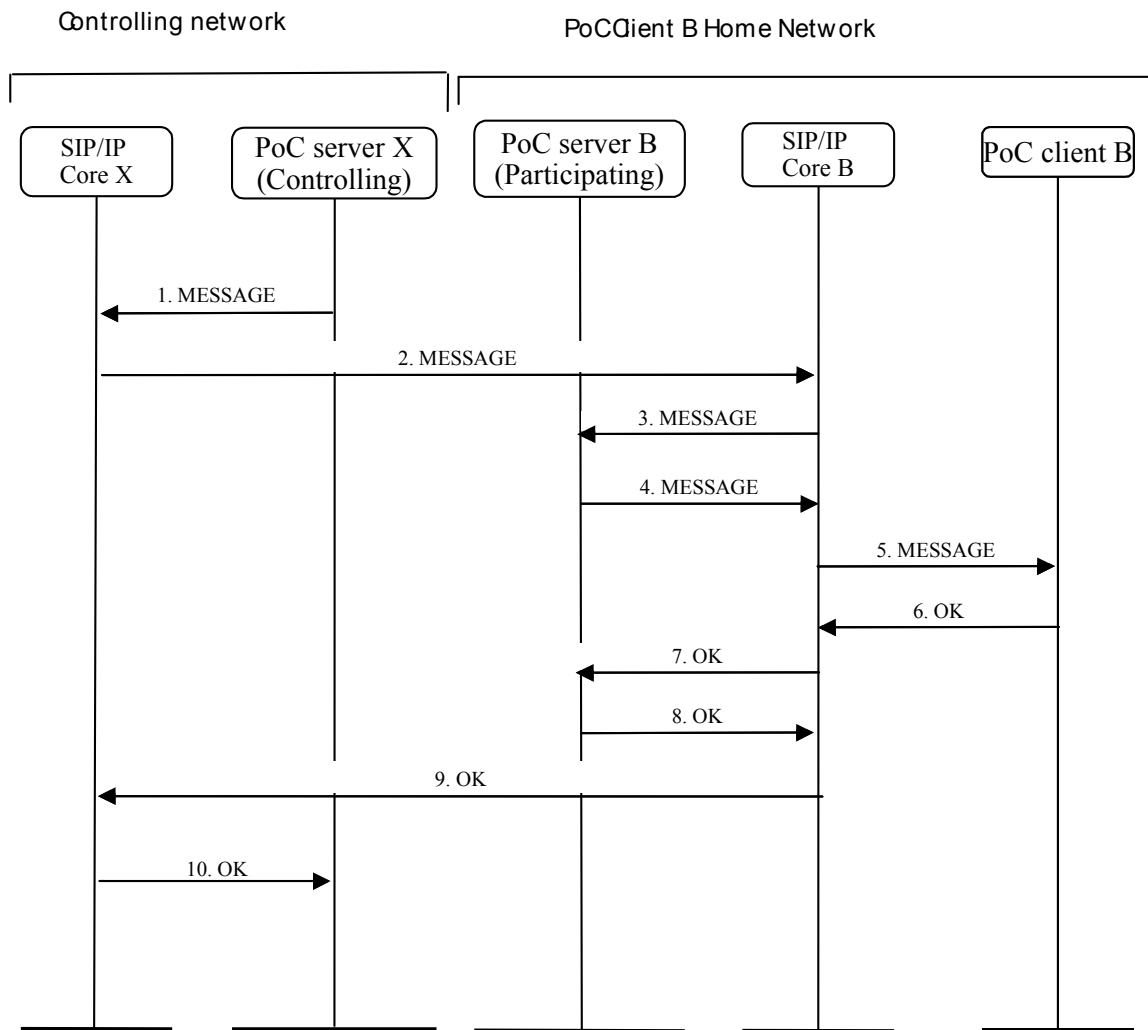 Controlling network
PoCClient B Home Network
SIP/IP
Core X
PoC server X
(Controlling)
PoC server B
(Participating)
SIP/IP
Core B
PoC client B
1. MESSAGE
2. MESSAGE
3. MESSAGE
4. MESSAGE
5. MESSAGE
6. OK
7. OK
8. OK
9. OK
10. OK